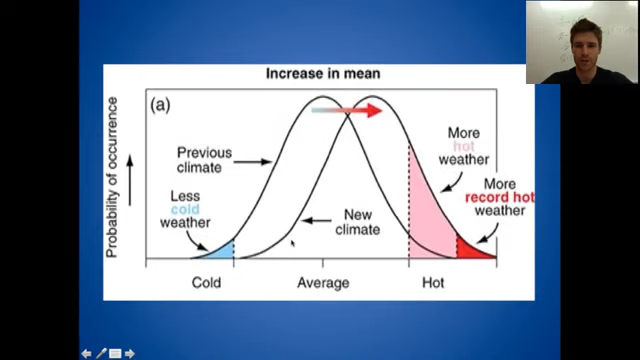 Increase in mean
(a)
Probability of occurrence
Previous
climate
Less
cold
weather
New
climate
More
hot
weather
More
record hot
weather
Cold
Average
Hot